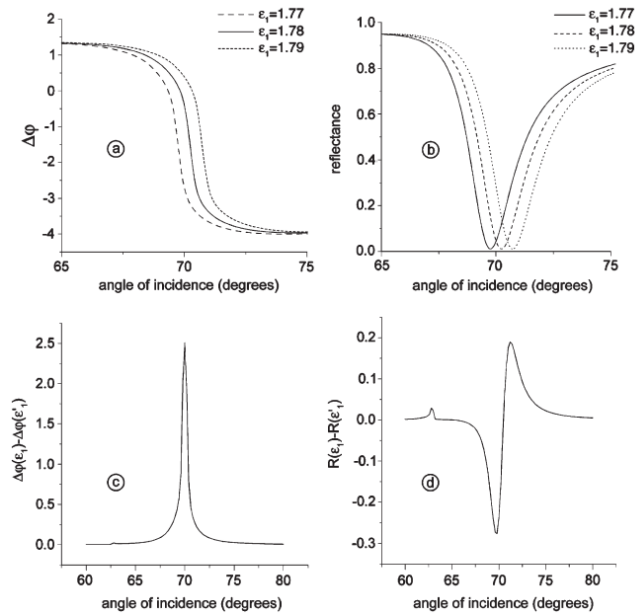 ε₁=1.77
ε₁=1.78
ε₁=1.79
2
1
0
-1
-2
-3
-4
Δφ
a
65
70
75
angle of incidence (degrees)
ε₁=1.77
ε₁=1.78
ε₁=1.79
1.0
0.8
0.6
0.4
0.2
0.0
reflectance
b
65
70
75
angle of incidence (degrees)
2.5
2.0
1.5
1.0
0.5
0.0
Δφ(ε₁)-Δφ(ε'₁)
c
60
65
70
75
80
angle of incidence (degrees)
0.2
0.1
0.0
-0.1
-0.2
-0.3
R(ε₁)-R(ε'₁)
d
60
65
70
75
80
angle of incidence (degrees)